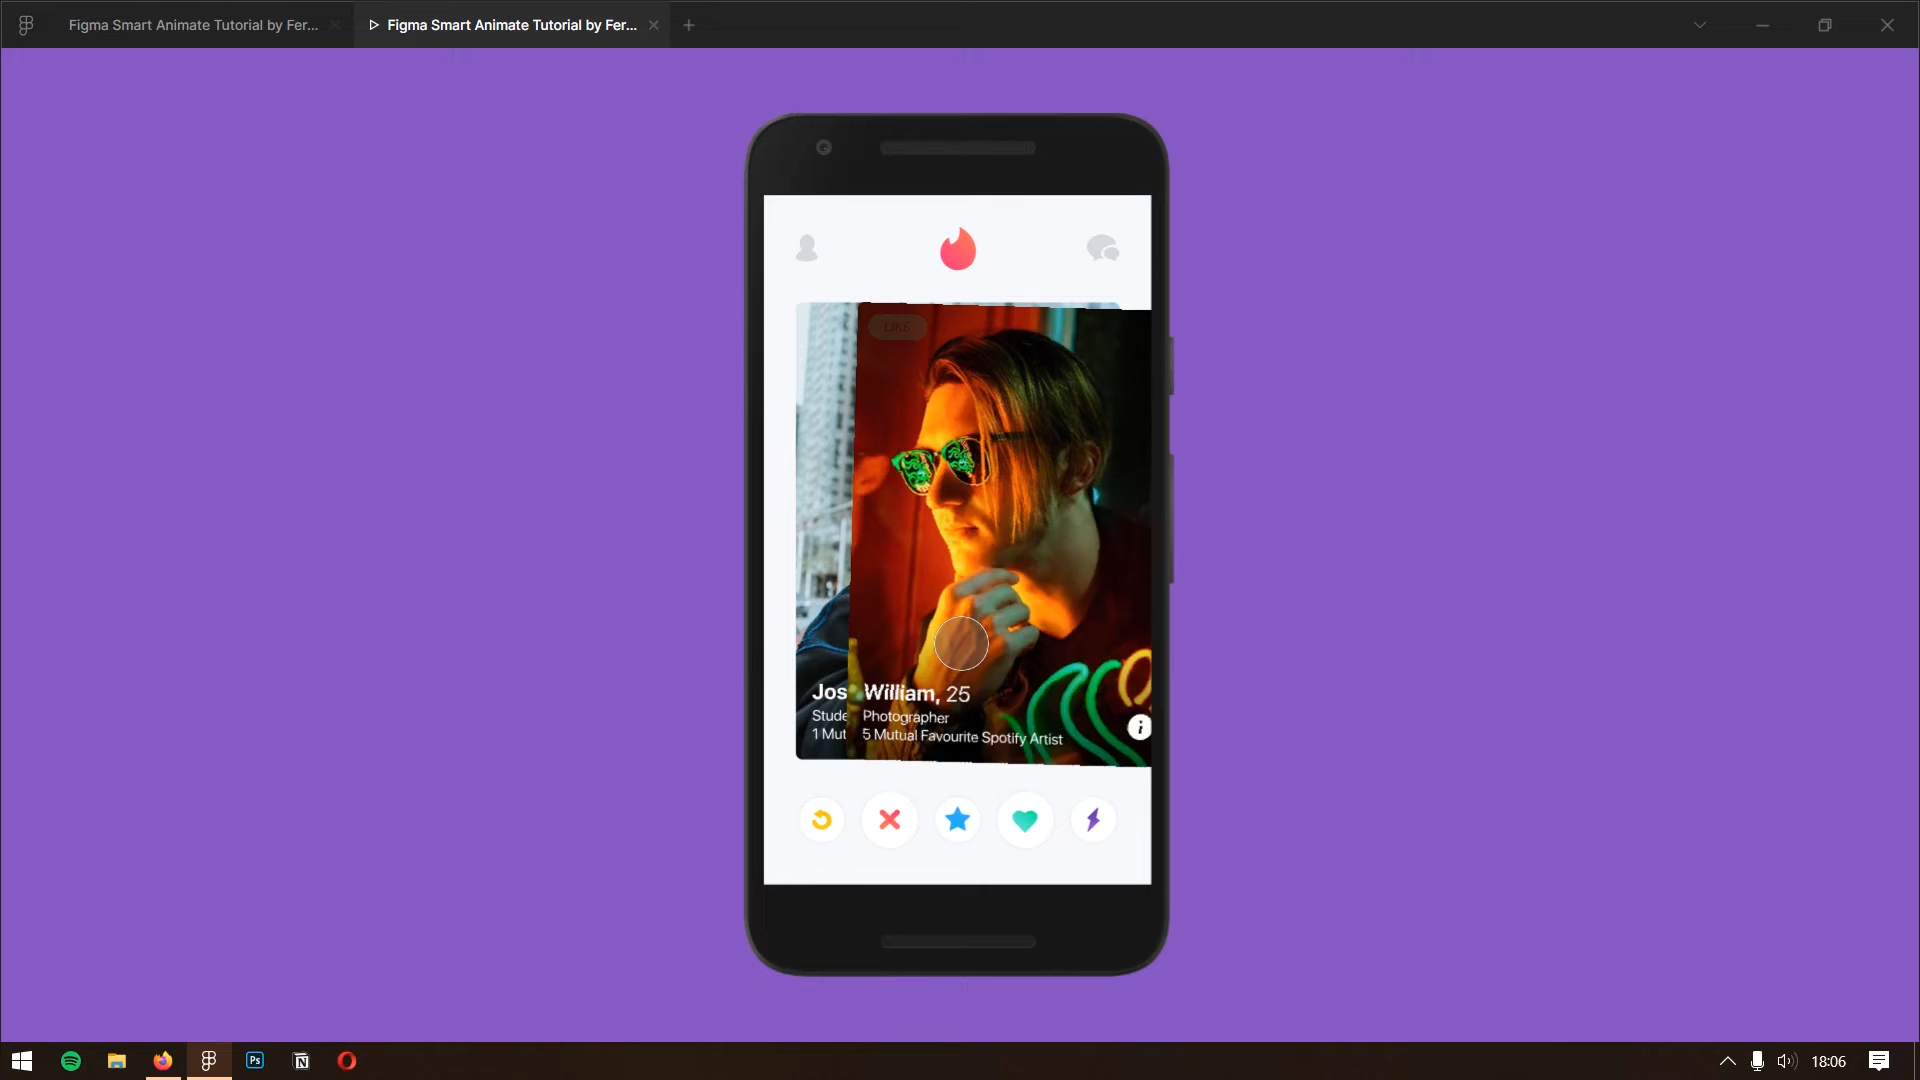 Figma Smart Animate Tutorial by Fer...
Figma Smart Animate Tutorial by Fer...
LIKE
Jos
William, 25
Stude
Photographer
1 Mut
5 Mutual Favourite Spotify Artist
i
Ps
N
18:06